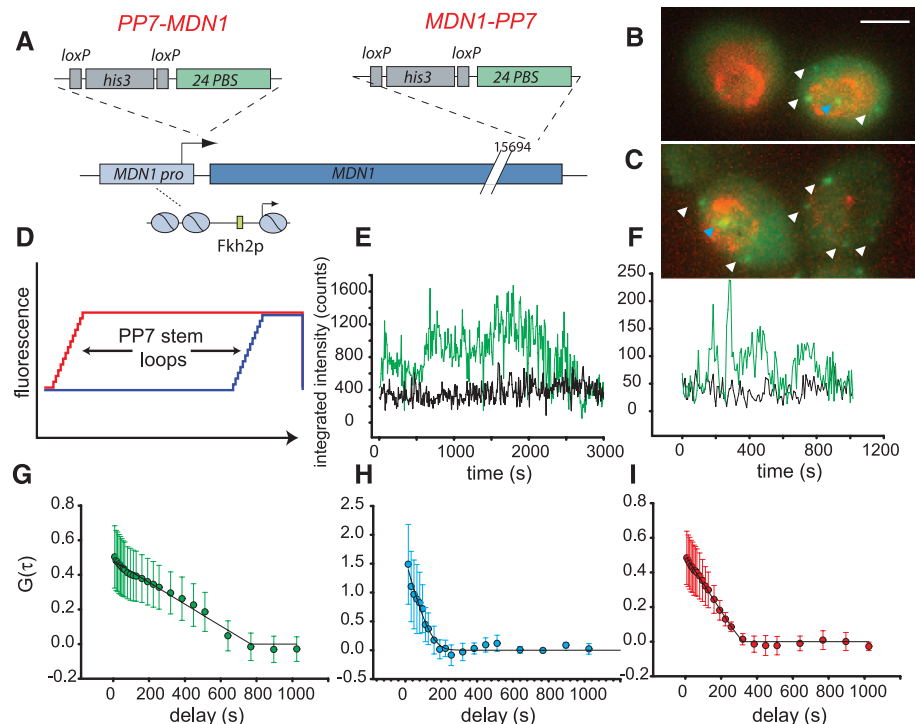 PP7-MDN1
MDN1-PP7
A
loxP
loxP
his3
24 PBS
loxP
loxP
his3
24 PBS
15694
MDN1 pro
MDN1
Fkh2p
B
C
D
fluorescence
PP7 stem
loops
E
integrated intensity (counts)
1600
1200
800
400
0
0
1000
2000
3000
time (s)
F
250
200
150
100
50
0
0
400
800
1200
time (s)
G
G(τ)
0.8
0.6
0.4
0.2
0.0
-0.2
0
200
400
600
800
1000
delay (s)
H
2.5
2.0
1.5
1.0
0.5
0.0
-0.5
0
200
400
600
800
1000
delay (s)
I
0.8
0.6
0.4
0.2
0.0
-0.2
0
200
400
600
800
1000
delay (s)